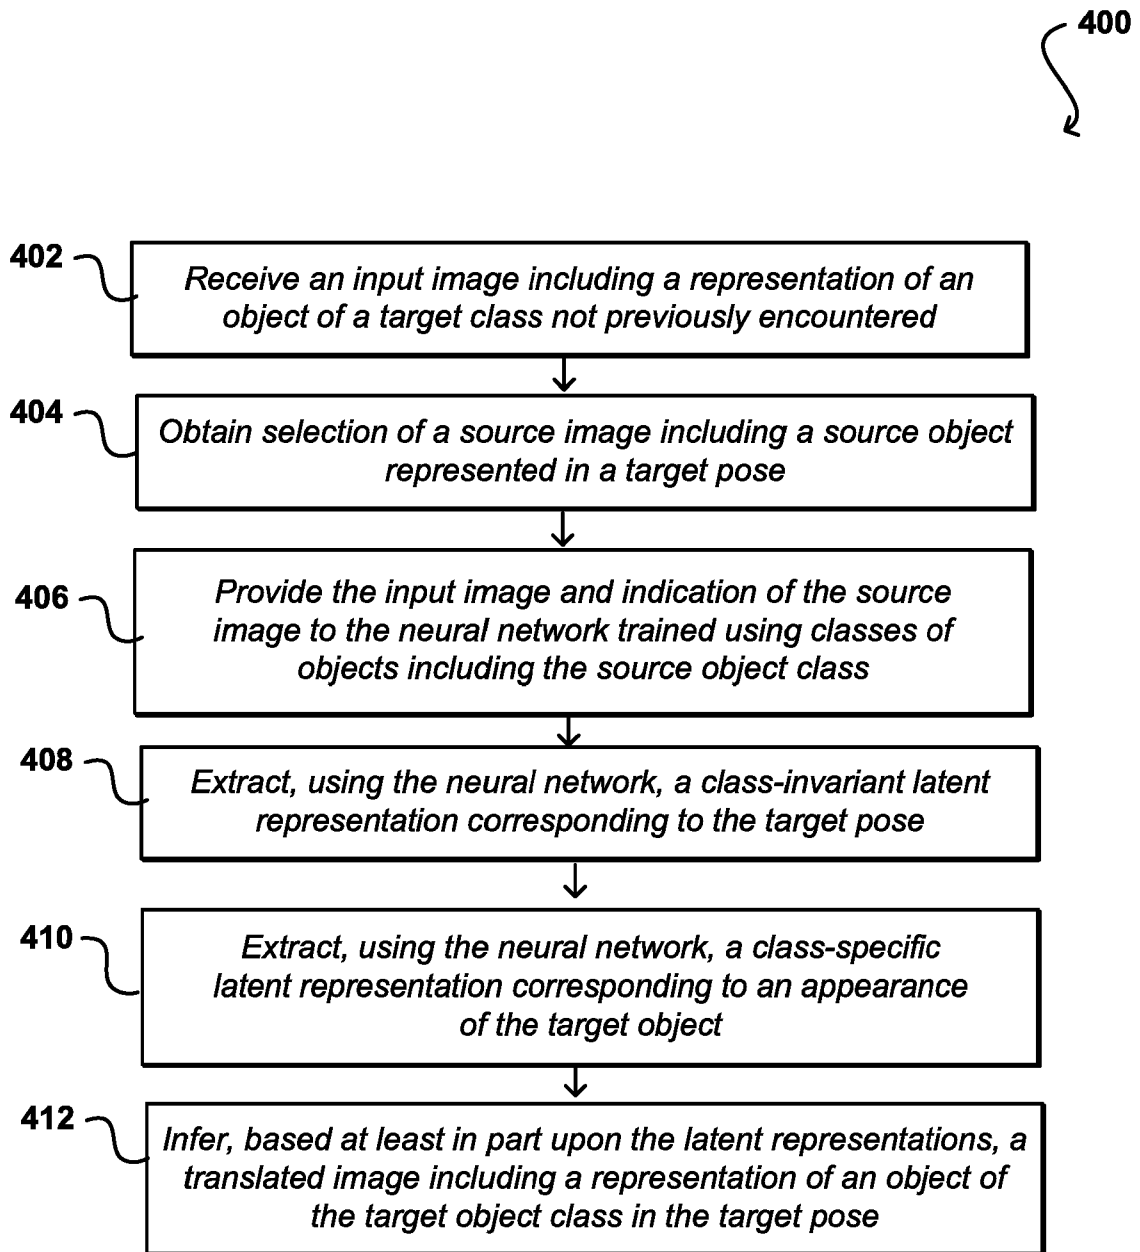 400
402
Receive an input image including a representation of an
object of a target class not previously encountered
404
Obtain selection of a source image including a source object
represented in a target pose
406
Provide the input image and indication of the source
image to the neural network trained using classes of
objects including the source object class
408
Extract, using the neural network, a class-invariant latent
representation corresponding to the target pose
410
Extract, using the neural network, a class-specific
latent representation corresponding to an appearance
of the target object
412
Infer, based at least in part upon the latent representations, a
translated image including a representation of an object of
the target object class in the target pose